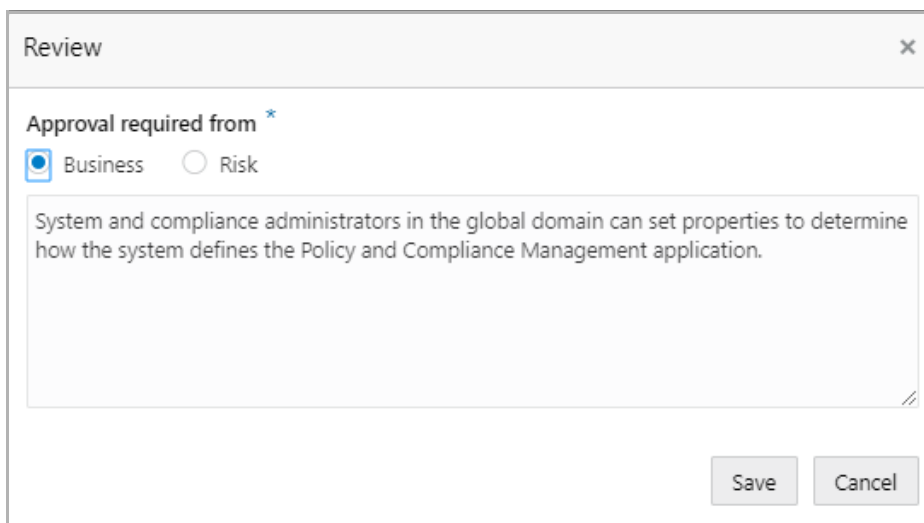 Review
Approval required from *
Business Risk
System and compliance administrators in the global domain can set properties to determine
how the system defines the Policy and Compliance Management application.
Save Cancel